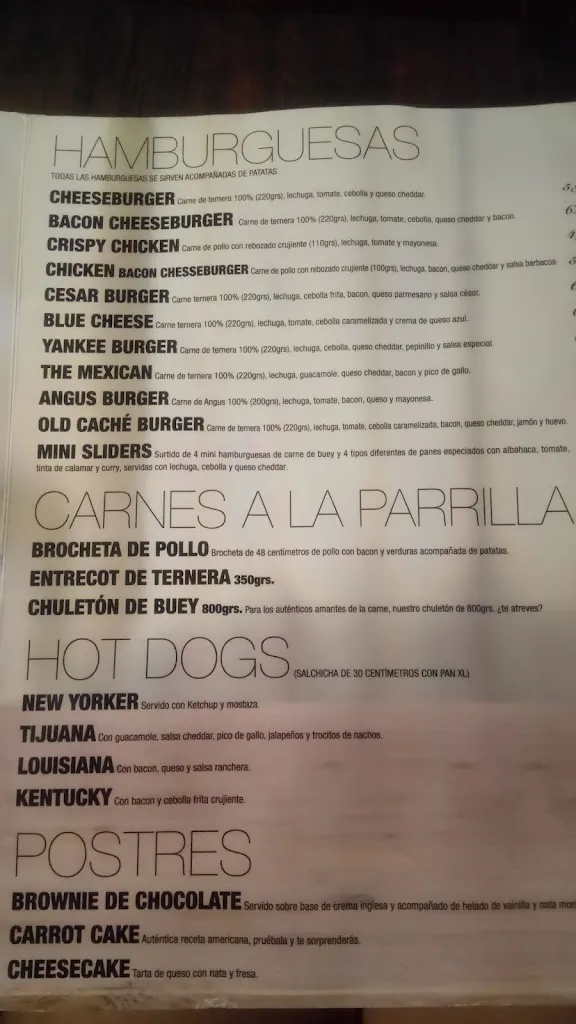 HAMBURGUESAS
TODAS LAS HAMBURGUESAS SE SIRVEN ACOMPAÑADAS DE PATATAS
CHEESEBURGER Carne de ternera 100% (220grs), lechuga, tomate, cebolla y queso cheddar.
BACON CHEESEBURGER Carne de ternera 100% (220grs), lechuga, tomate, cebolla, queso cheddar y bacon.
CRISPY CHICKEN Carne de pollo con rebozado crujiente (110grs), lechuga, tomate y mayonesa.
CHICKEN BACON CHESSEBURGER Carne de pollo con rebozado crujiente (100grs), lechuga, bacon, queso cheddar y salsa barbacoa.
CESAR BURGER Carne ternera 100% (220grs), lechuga, cebolla frita, bacon, queso parmesano y salsa césar.
BLUE CHEESE Carne ternera 100% (220grs), lechuga, tomate, cebolla caramelizada y crema de queso azul.
YANKEE BURGER Carne de ternera 100% (220grs), lechuga, cebolla, queso cheddar, pepinillo y salsa especial.
THE MEXICAN Carne de ternera 100% (220grs), lechuga, guacamole, queso cheddar, bacon y pico de gallo.
ANGUS BURGER Carne de Angus 100% (200grs), lechuga, tomate, bacon, queso y mayonesa.
OLD CACHÉ BURGER Carne de ternera 100% (220grs), lechuga, tomate, cebolla caramelizada, bacon, queso cheddar, jamón y huevo.
MINI SLIDERS Surtido de 4 mini hamburguesas de carne de buey y 4 tipos diferentes de panes especiados con albahaca, tomate,
tinta de calamar y curry, servidas con lechuga, cebolla y queso cheddar.
CARNES A LA PARRILLA
BROCHETA DE POLLO Brocheta de 48 centímetros de pollo con bacon y verduras acompañada de patatas.
ENTRECOT DE TERNERA 350grs.
CHULETÓN DE BUEY 800grs. Para los auténticos amantes de la carne, nuestro chuletón de 800grs. ¿te atreves?
HOT DOGS (SALCHICHA DE 30 CENTÍMETROS CON PAN XL)
NEW YORKER Servido con Ketchup y mostaza.
TIJUANA Con guacamole, salsa cheddar, pico de gallo, jalapeños y trocitos de nachos.
LOUISIANA Con bacon, queso y salsa ranchera.
KENTUCKY Con bacon y cebolla frita crujiente.
POSTRES
BROWNIE DE CHOCOLATE Servido sobre base de crema inglesa y acompañado de helado de vainilla y nata
CARROT CAKE Auténtica receta americana, pruébala y te sorprenderás.
CHEESECAKE Tarta de queso con nata y fresa.